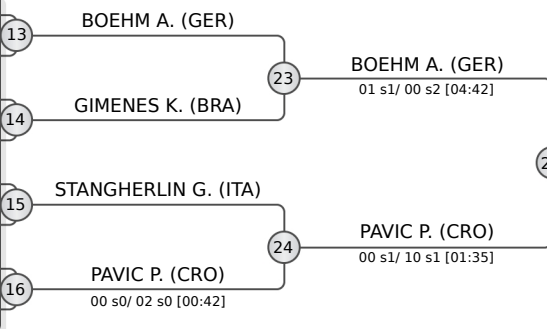 BOEHM A. (GER)
13
23
BOEHM A. (GER)
01 s1/ 00 s2 [04:42]
GIMENES K. (BRA)
14
STANGHERLIN G. (ITA)
15
24
PAVIC P. (CRO)
00 s1/ 10 s1 [01:35]
PAVIC P. (CRO)
16
00 s0/ 02 s0 [00:42]